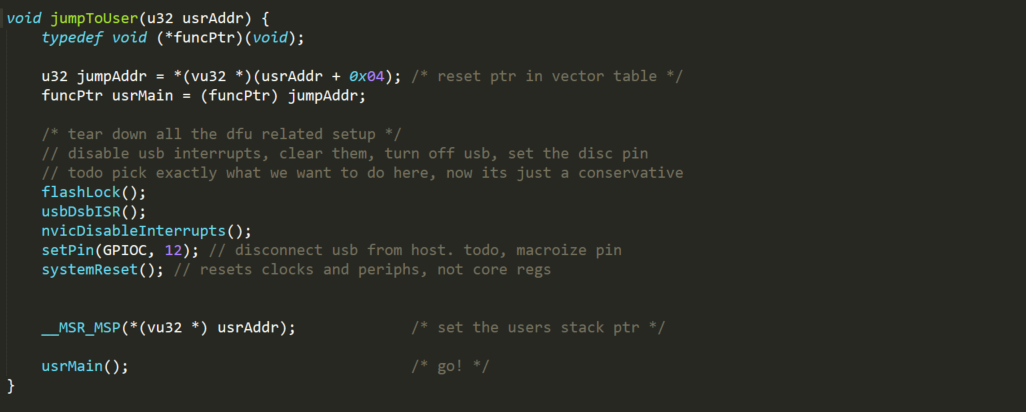 void jumpToUser(u32 usrAddr) {
    typedef void (*funcPtr)(void);
    u32 jumpAddr = *(vu32 *)(usrAddr + 0x04); /* reset ptr in vector table */
    funcPtr usrMain = (funcPtr) jumpAddr;
    /* tear down all the dfu related setup */
    // disable usb interrupts, clear them, turn off usb, set the disc pin
    // todo pick exactly what we want to do here, now its just a conservative
    flashLock();
    usbDsbISR();
    nvicDisableInterrupts();
    setPin(GPIOC, 12); // disconnect usb from host. todo, macroize pin
    systemReset(); // resets clocks and periphs, not core regs
    __MSR_MSP(*(vu32 *) usrAddr);             /* set the users stack ptr */
    usrMain();                                /* go! */
}